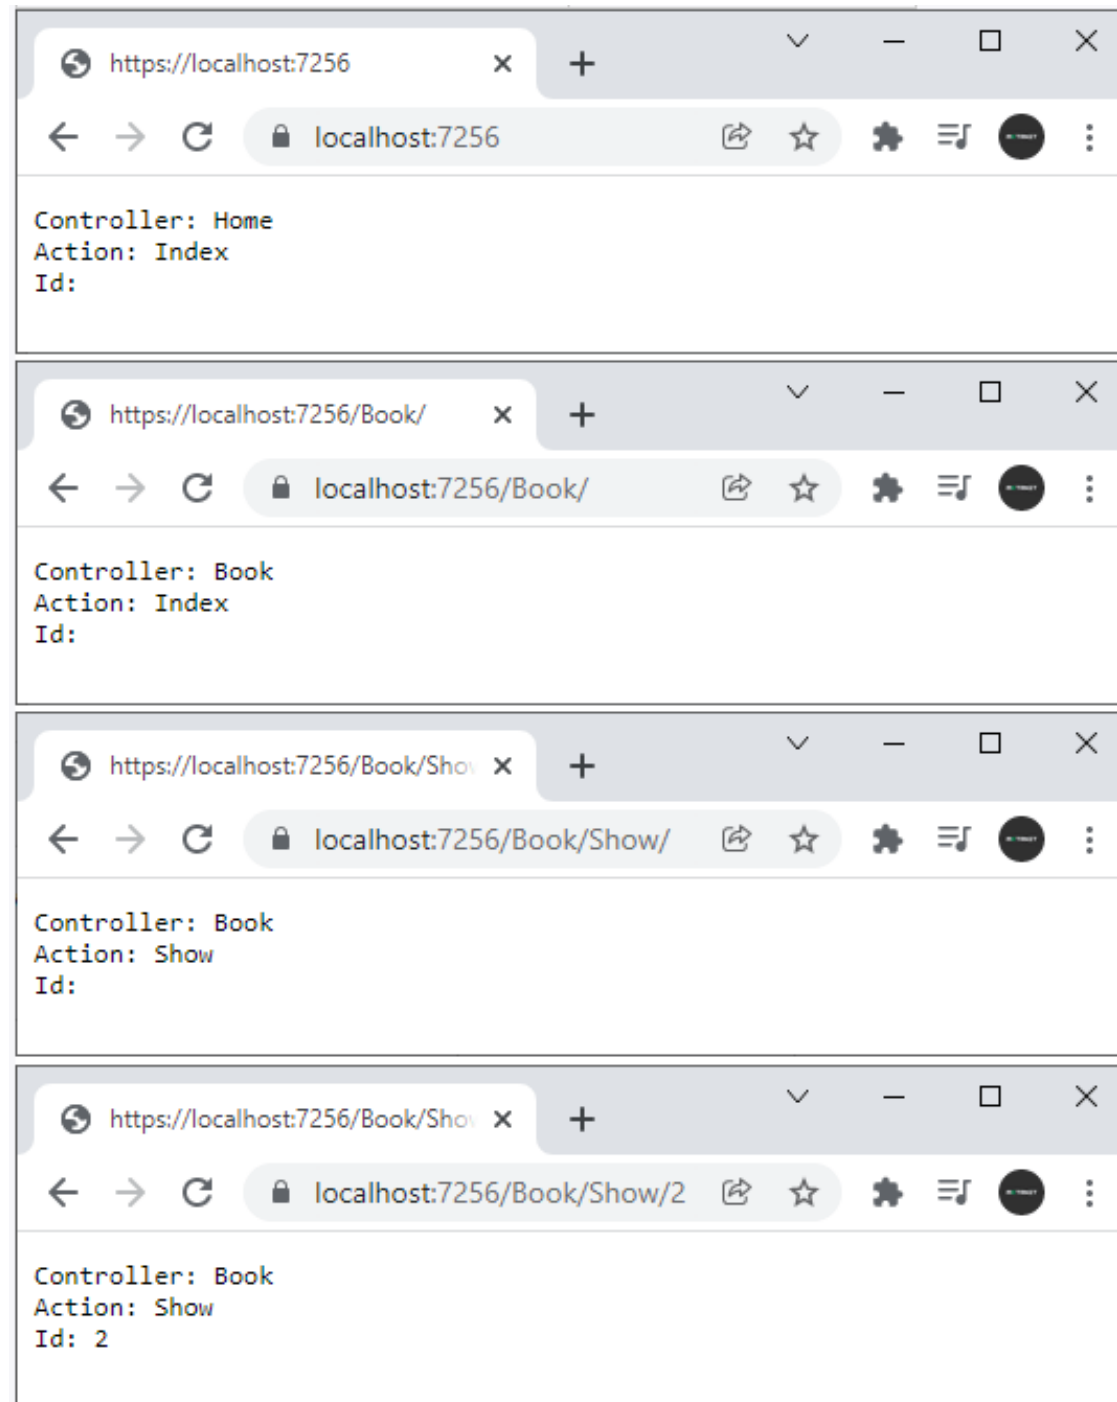 https://localhost:7256
localhost:7256
Controller: Home
Action: Index
Id:
https://localhost:7256/Book/
localhost:7256/Book/
Controller: Book
Action: Index
Id:
https://localhost:7256/Book/Sho
localhost:7256/Book/Show/
Controller: Book
Action: Show
Id:
https://localhost:7256/Book/Sho
localhost:7256/Book/Show/2
Controller: Book
Action: Show
Id: 2